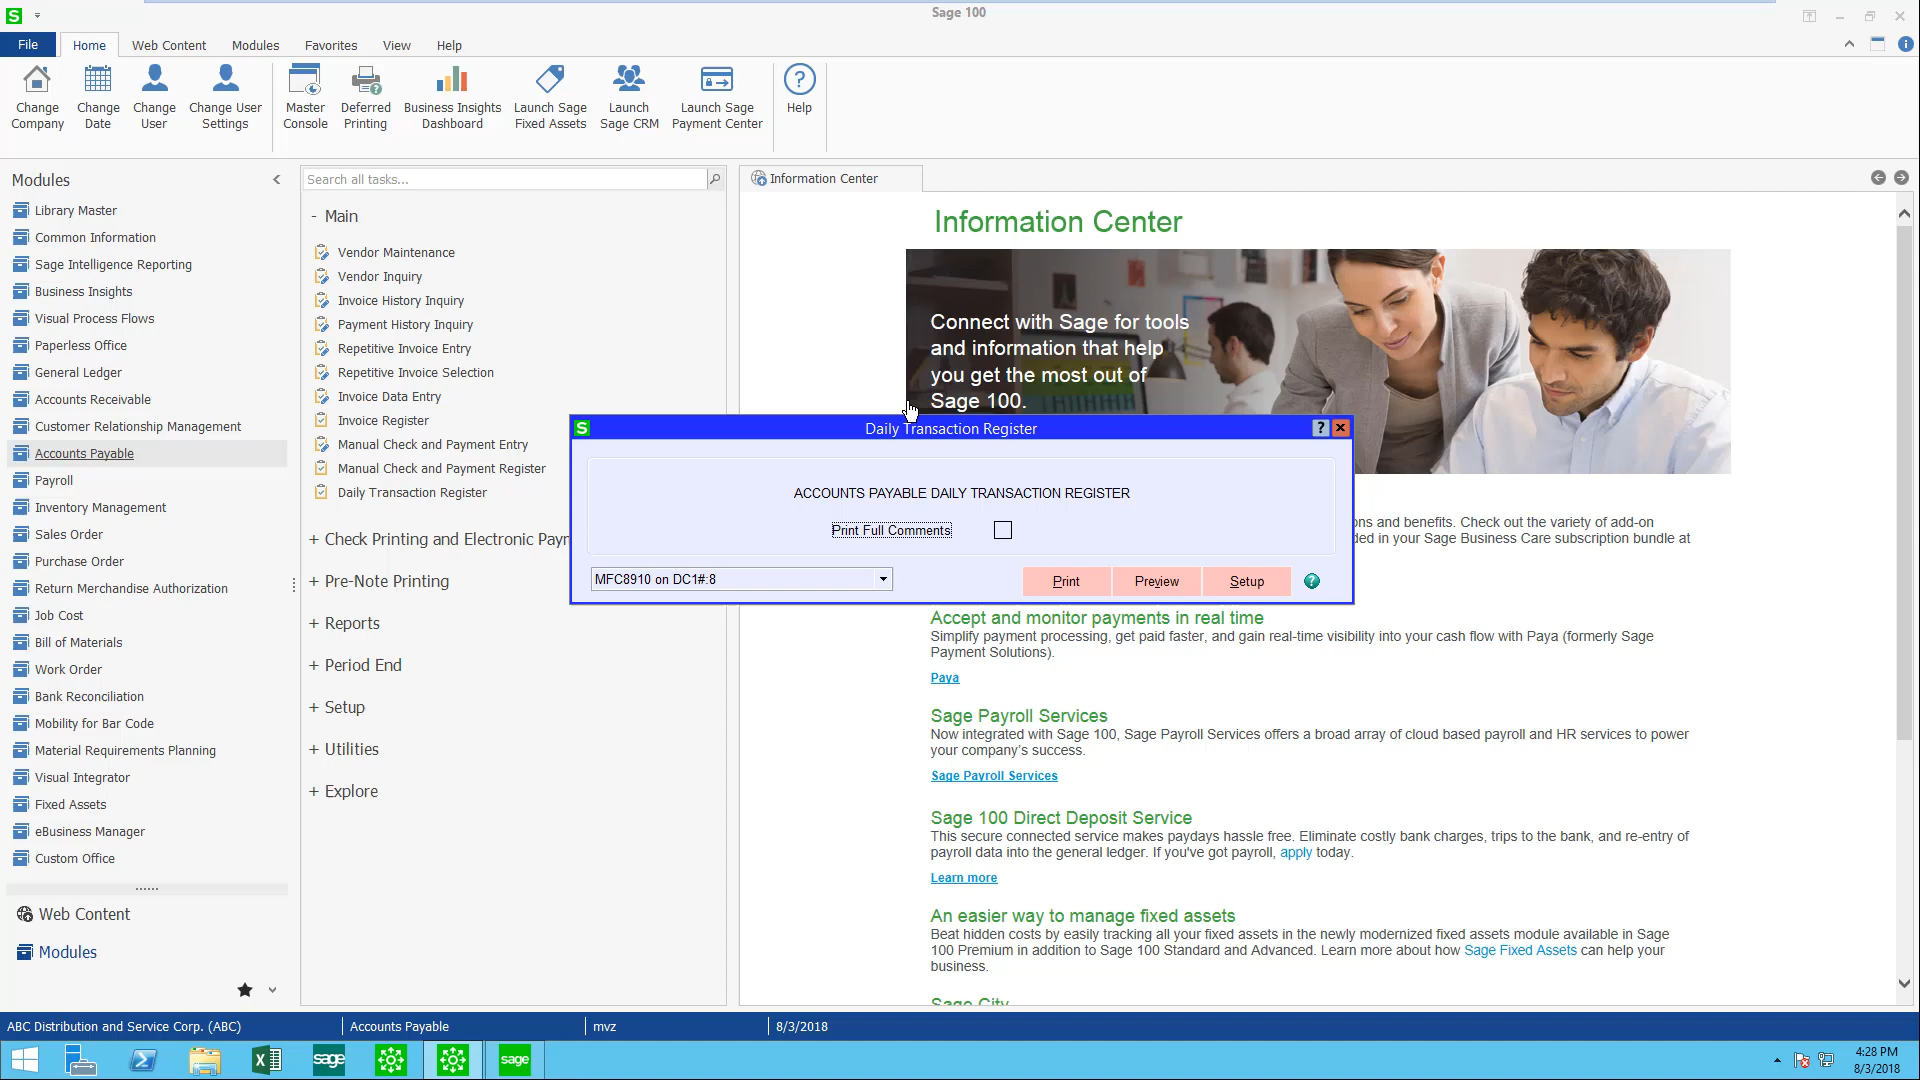 Sage 100
File
Home
Web Content
Modules
Favorites
View
Help
Change
Company
Change
Date
Change
User
Change User
Settings
Master
Console
Deferred
Printing
Business Insights
Dashboard
Launch Sage
Fixed Assets
Launch
Sage CRM
Launch Sage
Payment Center
Help
Modules
Library Master
Common Information
Sage Intelligence Reporting
Business Insights
Visual Process Flows
Paperless Office
General Ledger
Accounts Receivable
Customer Relationship Management
Accounts Payable
Payroll
Inventory Management
Sales Order
Purchase Order
Return Merchandise Authorization
Job Cost
Bill of Materials
Work Order
Bank Reconciliation
Mobility for Bar Code
Material Requirements Planning
Visual Integrator
Fixed Assets
eBusiness Manager
Custom Office
Web Content
Modules
Search all tasks...
- Main
Vendor Maintenance
Vendor Inquiry
Invoice History Inquiry
Payment History Inquiry
Repetitive Invoice Entry
Repetitive Invoice Selection
Invoice Data Entry
Invoice Register
Manual Check and Payment Entry
Manual Check and Payment Register
Daily Transaction Register
+ Check Printing and Electronic Payr
+ Pre-Note Printing
+ Reports
+ Period End
+ Setup
+ Utilities
+ Explore
Information Center
Information Center
Connect with Sage for tools
and information that help
you get the most out of
Sage 100.
S
Daily Transaction Register
?
ACCOUNTS PAYABLE DAILY TRANSACTION REGISTER
Print Full Comments
MFC8910 on DC1#:8
Print
Preview
Setup
ons and benefits. Check out the variety of add-on
ded in your Sage Business Care subscription bundle at
Accept and monitor payments in real time
Simplify payment processing, get paid faster, and gain real-time visibility into your cash flow with Paya (formerly Sage
Payment Solutions).
Paya
Sage Payroll Services
Now integrated with Sage 100, Sage Payroll Services offers a broad array of cloud based payroll and HR services to power
your company's success.
Sage Payroll Services
Sage 100 Direct Deposit Service
This secure connected service makes paydays hassle free. Eliminate costly bank charges, trips to the bank, and re-entry of
payroll data into the general ledger. If you've got payroll, apply today.
Learn more
An easier way to manage fixed assets
Beat hidden costs by easily tracking all your fixed assets in the newly modernized fixed assets module available in Sage
100 Premium in addition to Sage 100 Standard and Advanced. Learn more about how Sage Fixed Assets can help your
business.
Sage City
ABC Distribution and Service Corp. (ABC)
Accounts Payable
mvz
8/3/2018
sage
sage
4:28 PM
8/3/2018